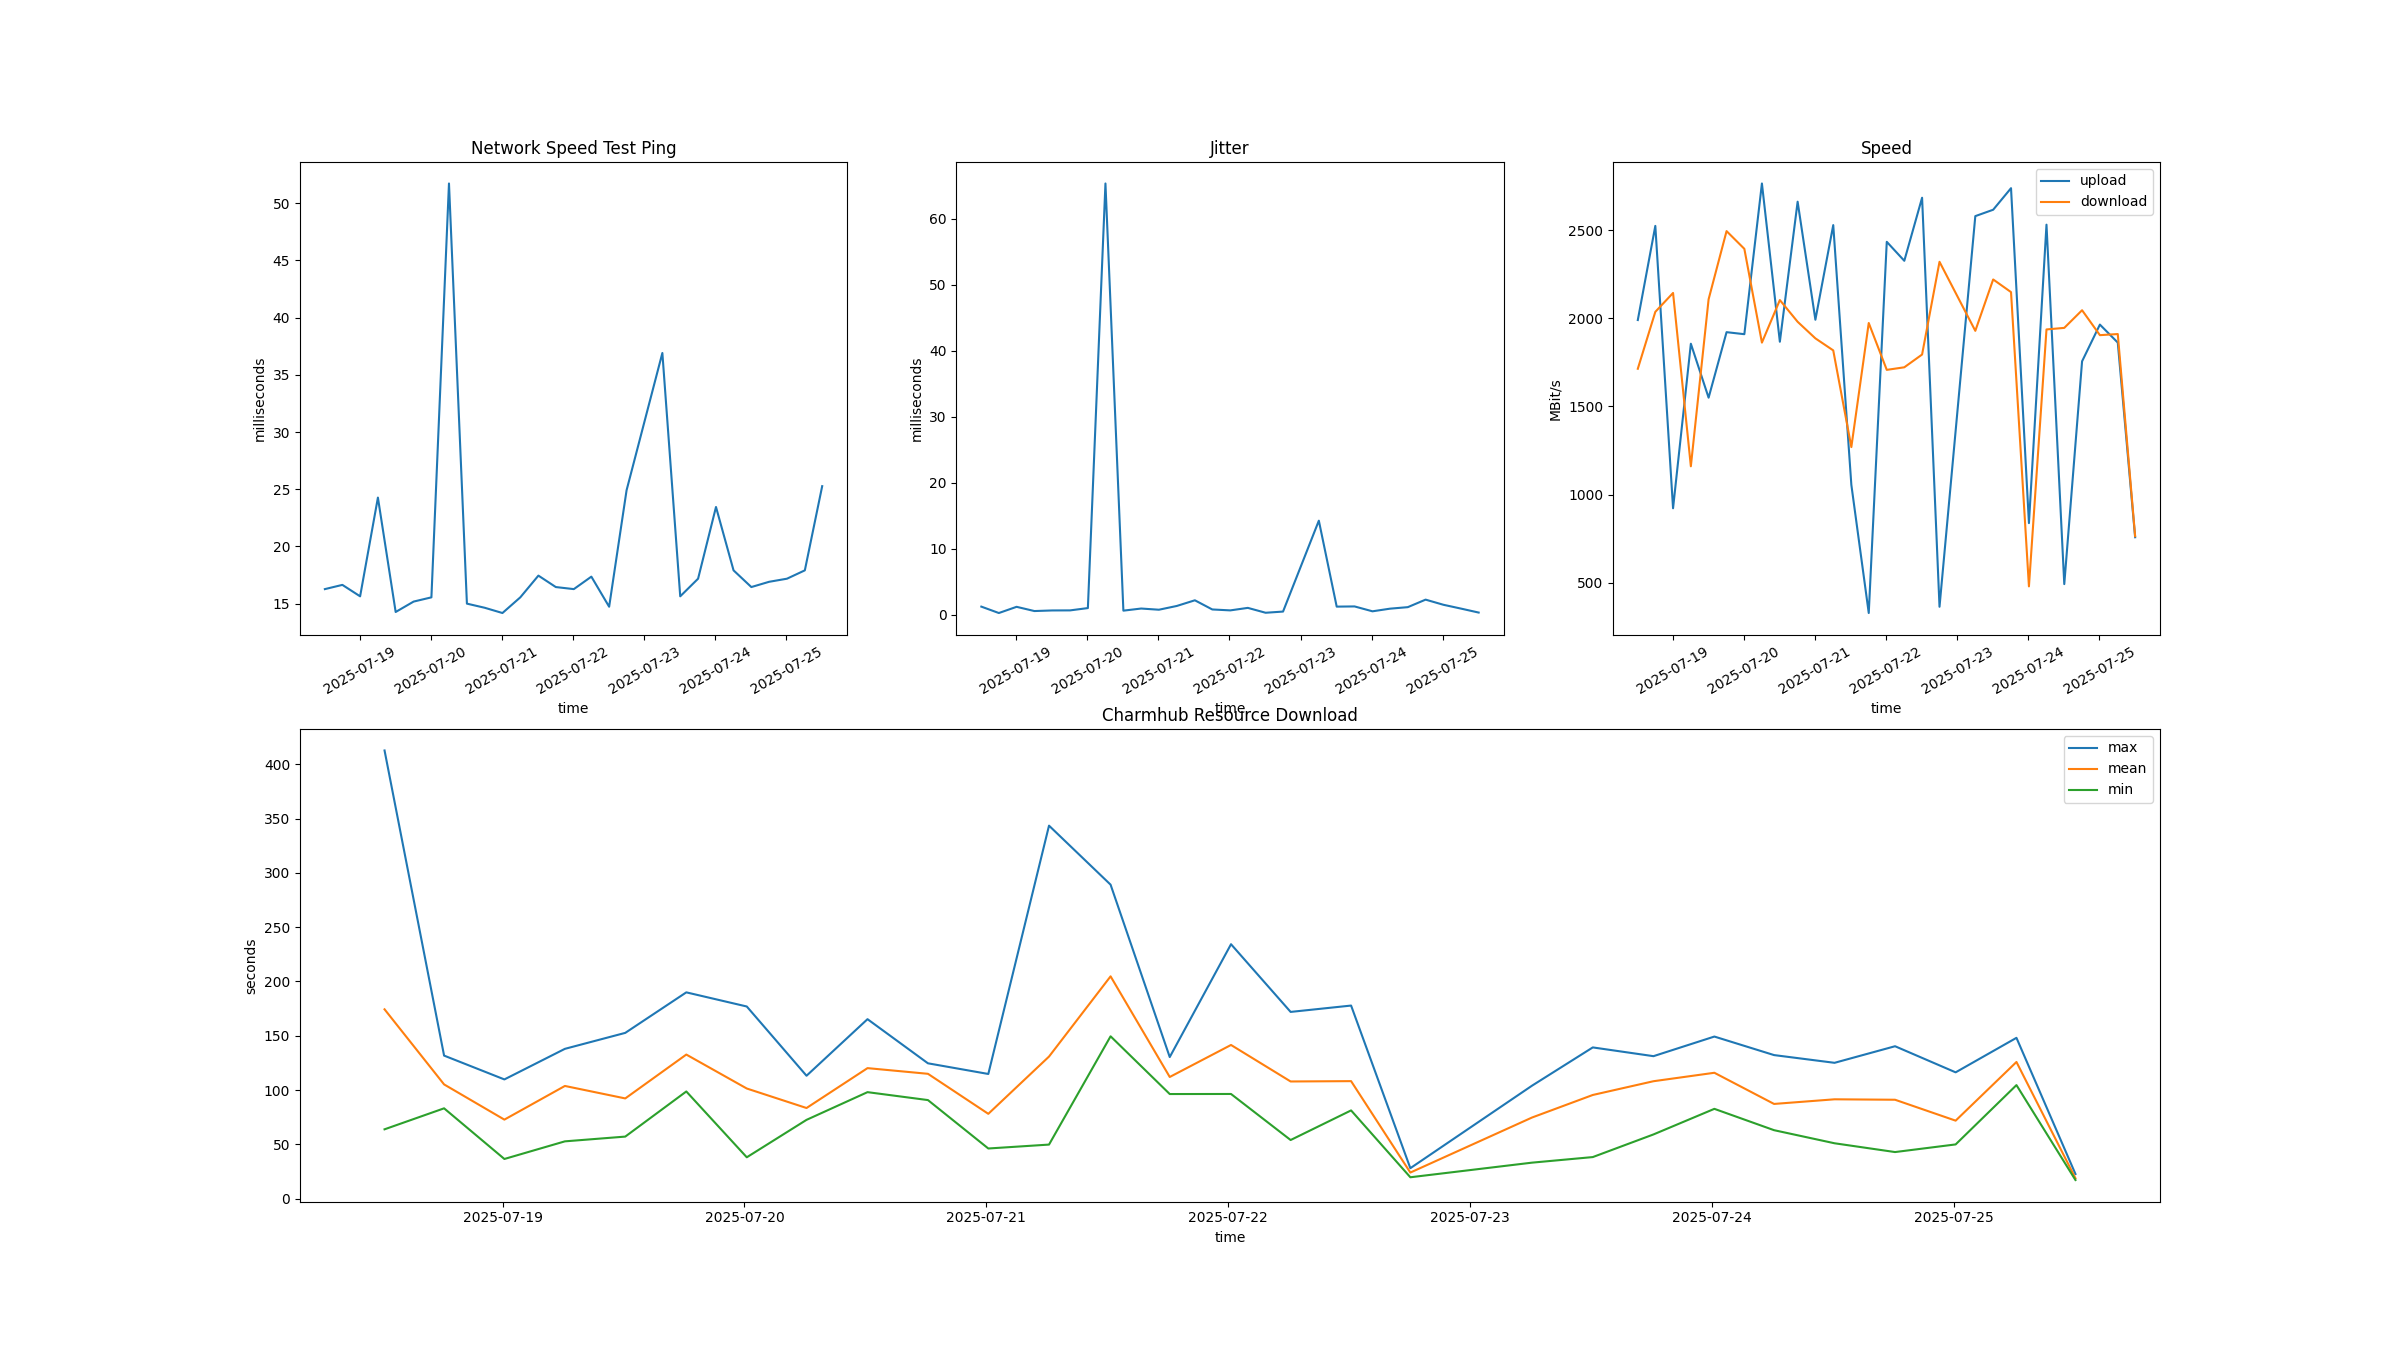 Network Speed Test Ping
50
45
40
35
30
25
20
15
milliseconds
2025-07-19 2025-07-20 2025-07-21 2025-07-22 2025-07-23 2025-07-24 2025-07-25
time
Jitter
60
50
40
30
20
10
0
milliseconds
2025-07-19 2025-07-20 2025-07-21 2025-07-22 2025-07-23 2025-07-24 2025-07-25
time
Speed
upload
download
2500
2000
1500
1000
500
MBit/s
2025-07-19 2025-07-20 2025-07-21 2025-07-22 2025-07-23 2025-07-24 2025-07-25
time
Charmhub Resource Download
max
mean
min
400
350
300
250
200
150
100
50
0
seconds
2025-07-19 2025-07-20 2025-07-21 2025-07-22 2025-07-23 2025-07-24 2025-07-25
time